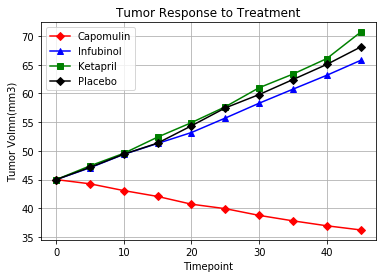 Tumor Response to Treatment
Capomulin
Infubinol
Ketapril
Placebo
Tumor Volmn(mm3)
70
65
60
55
50
45
40
35
0
10
20
30
40
Timepoint